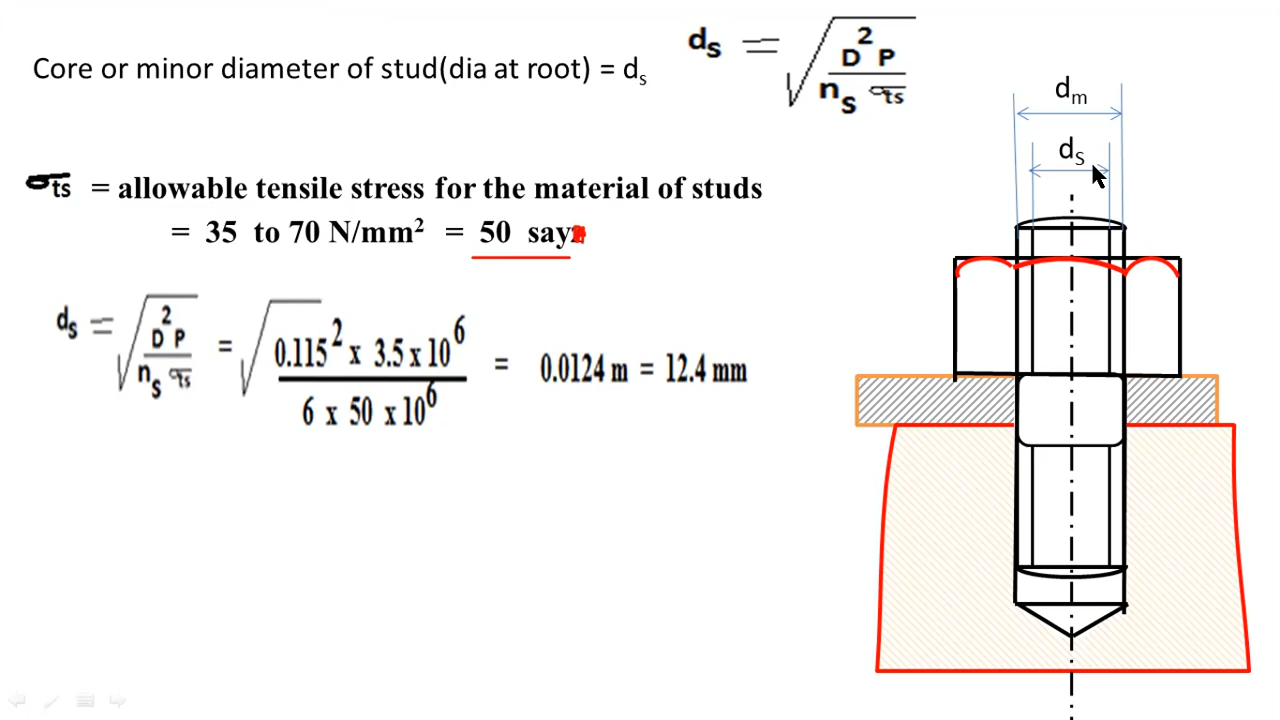 Core or minor diameter of stud(dia at root) = dₛ
dₛ = √(D² P / nₛ σts)
σts = allowable tensile stress for the material of studs
= 35 to 70 N/mm² = 50 say
dₛ = √(D² P / nₛ σts) = √(0.115² x 3.5 x 10⁶ / 6 x 50 x 10⁶) = 0.0124 m = 12.4 mm
dₘ
dₛ